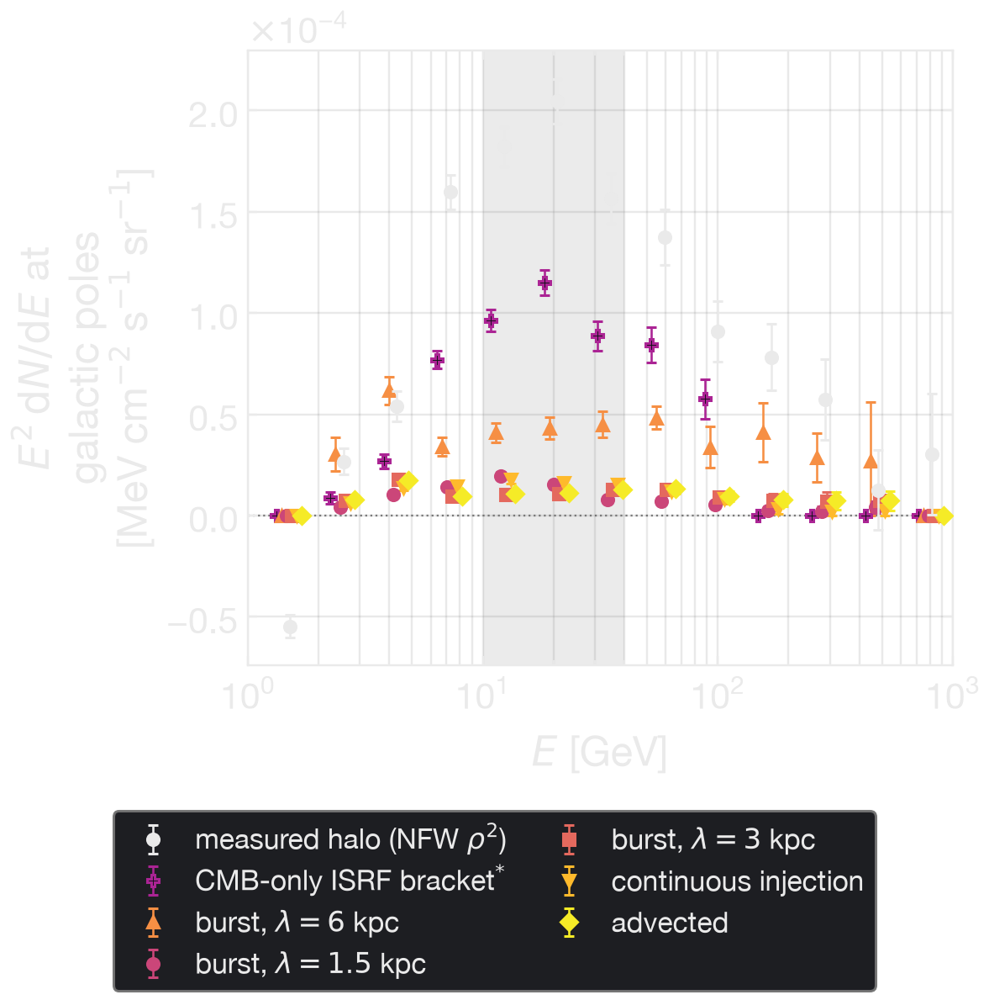 ×10⁻⁴
2.0
1.5
1.0
0.5
0.0
−0.5
E² dN/dE at
galactic poles
[MeV cm⁻² s⁻¹ sr⁻¹]
10⁰ 10¹ 10² 10³
E [GeV]
measured halo (NFW ρ²)
CMB-only ISRF bracket*
burst, λ = 6 kpc
burst, λ = 1.5 kpc
burst, λ = 3 kpc
continuous injection
advected